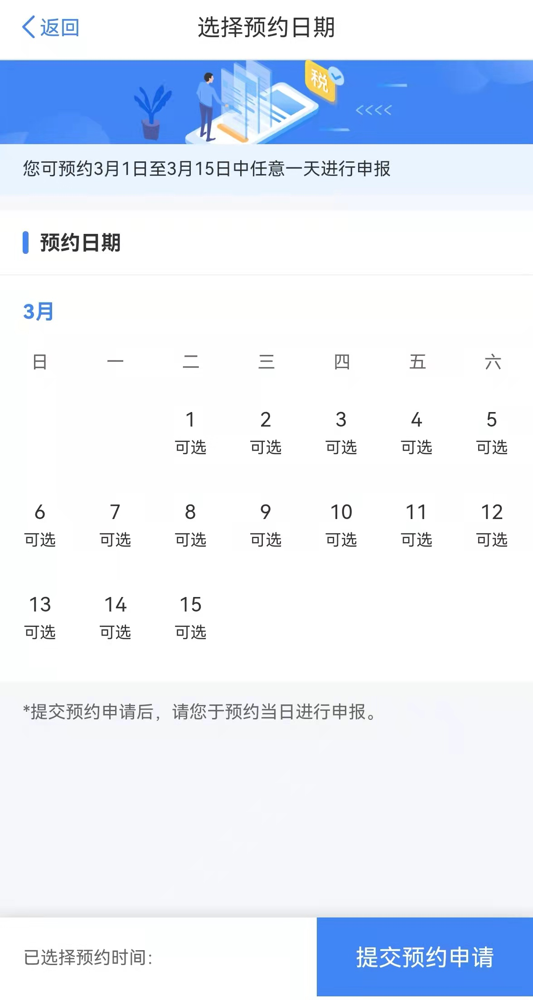 返回
选择预约日期
税
您可预约3月1日至3月15日中任意一天进行申报
预约日期
3月
日 一 二 三 四 五 六
1 2 3 4 5
可选 可选 可选 可选 可选
6 7 8 9 10 11 12
可选 可选 可选 可选 可选 可选 可选
13 14 15
可选 可选 可选
*提交预约申请后，请您于预约当日进行申报。
已选择预约时间:
提交预约申请